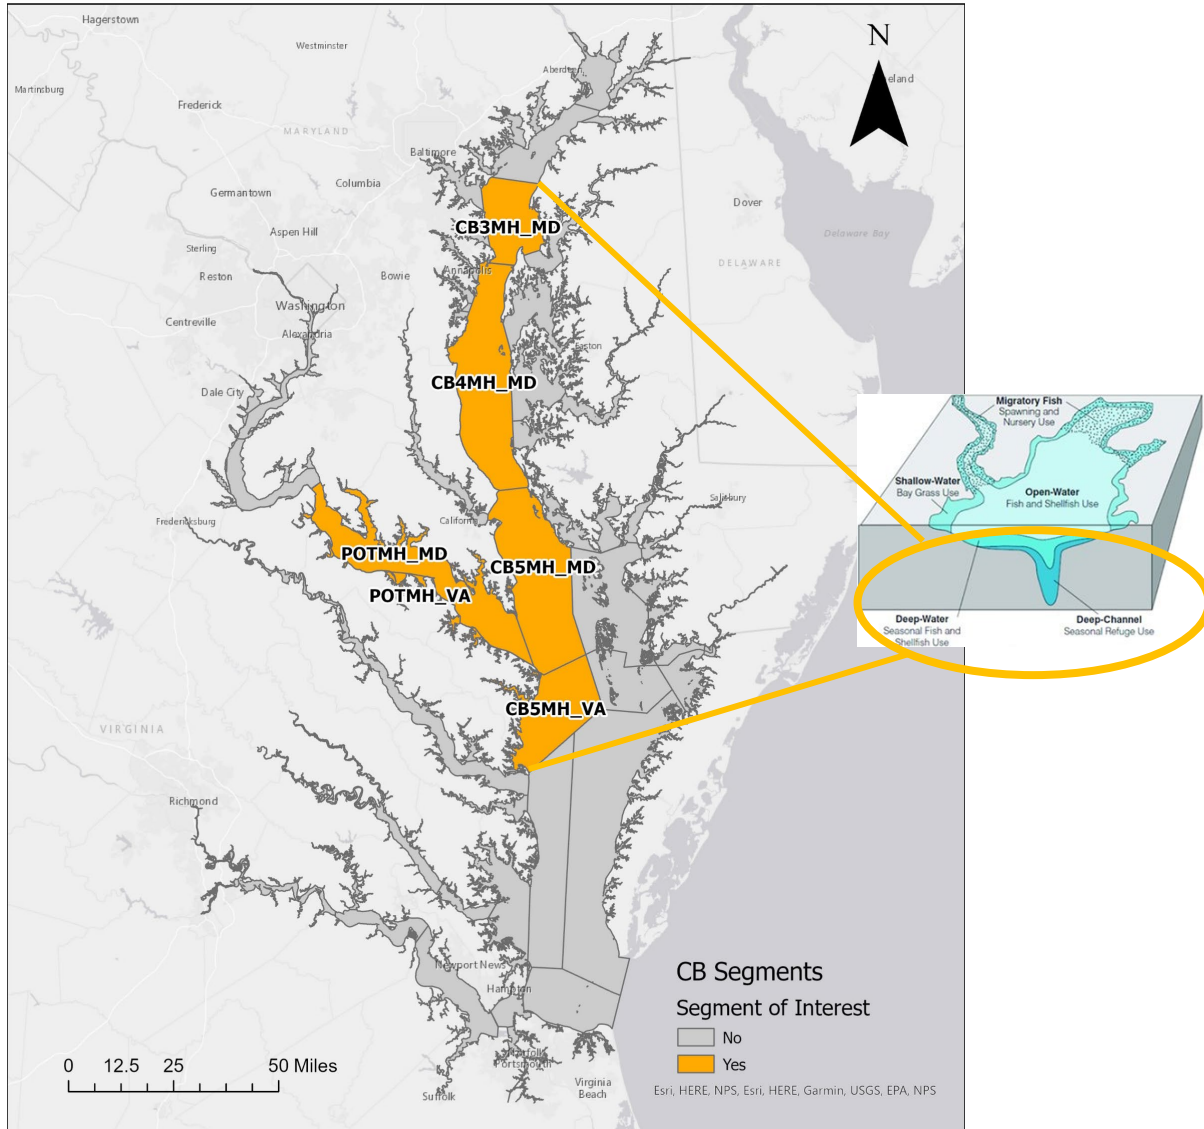 Hagerstown
Westminster
Martinsburg
Aberdeen
Frederick
MARYLAND
Baltimore
Columbia
Germantown
Aspen Hill
Sterling
Reston
Bowie
Annapolis
Washington
Centreville
Alexandria
Dale City
Easton
Dover
Delaware Bay
DELAWARE
N
CB3MH_MD
CB4MH_MD
CB5MH_MD
POTMH_MD
POTMH_VA
CB5MH_VA
Salisbury
California
Fredericksburg
VIRGINIA
Richmond
Newport News
Hampton
Norfolk
Portsmouth
Suffolk
Virginia
Beach
Migratory Fish
Spawning and
Nursery Use
Shallow-Water
Bay Grass Use
Open-Water
Fish and Shellfish Use
Deep-Water
Seasonal Fish and
Shellfish Use
Deep-Channel
Seasonal Refuge Use
CB Segments
Segment of Interest
No
Yes
0 12.5 25 50 Miles
Esri, HERE, NPS, Esri, HERE, Garmin, USGS, EPA, NPS